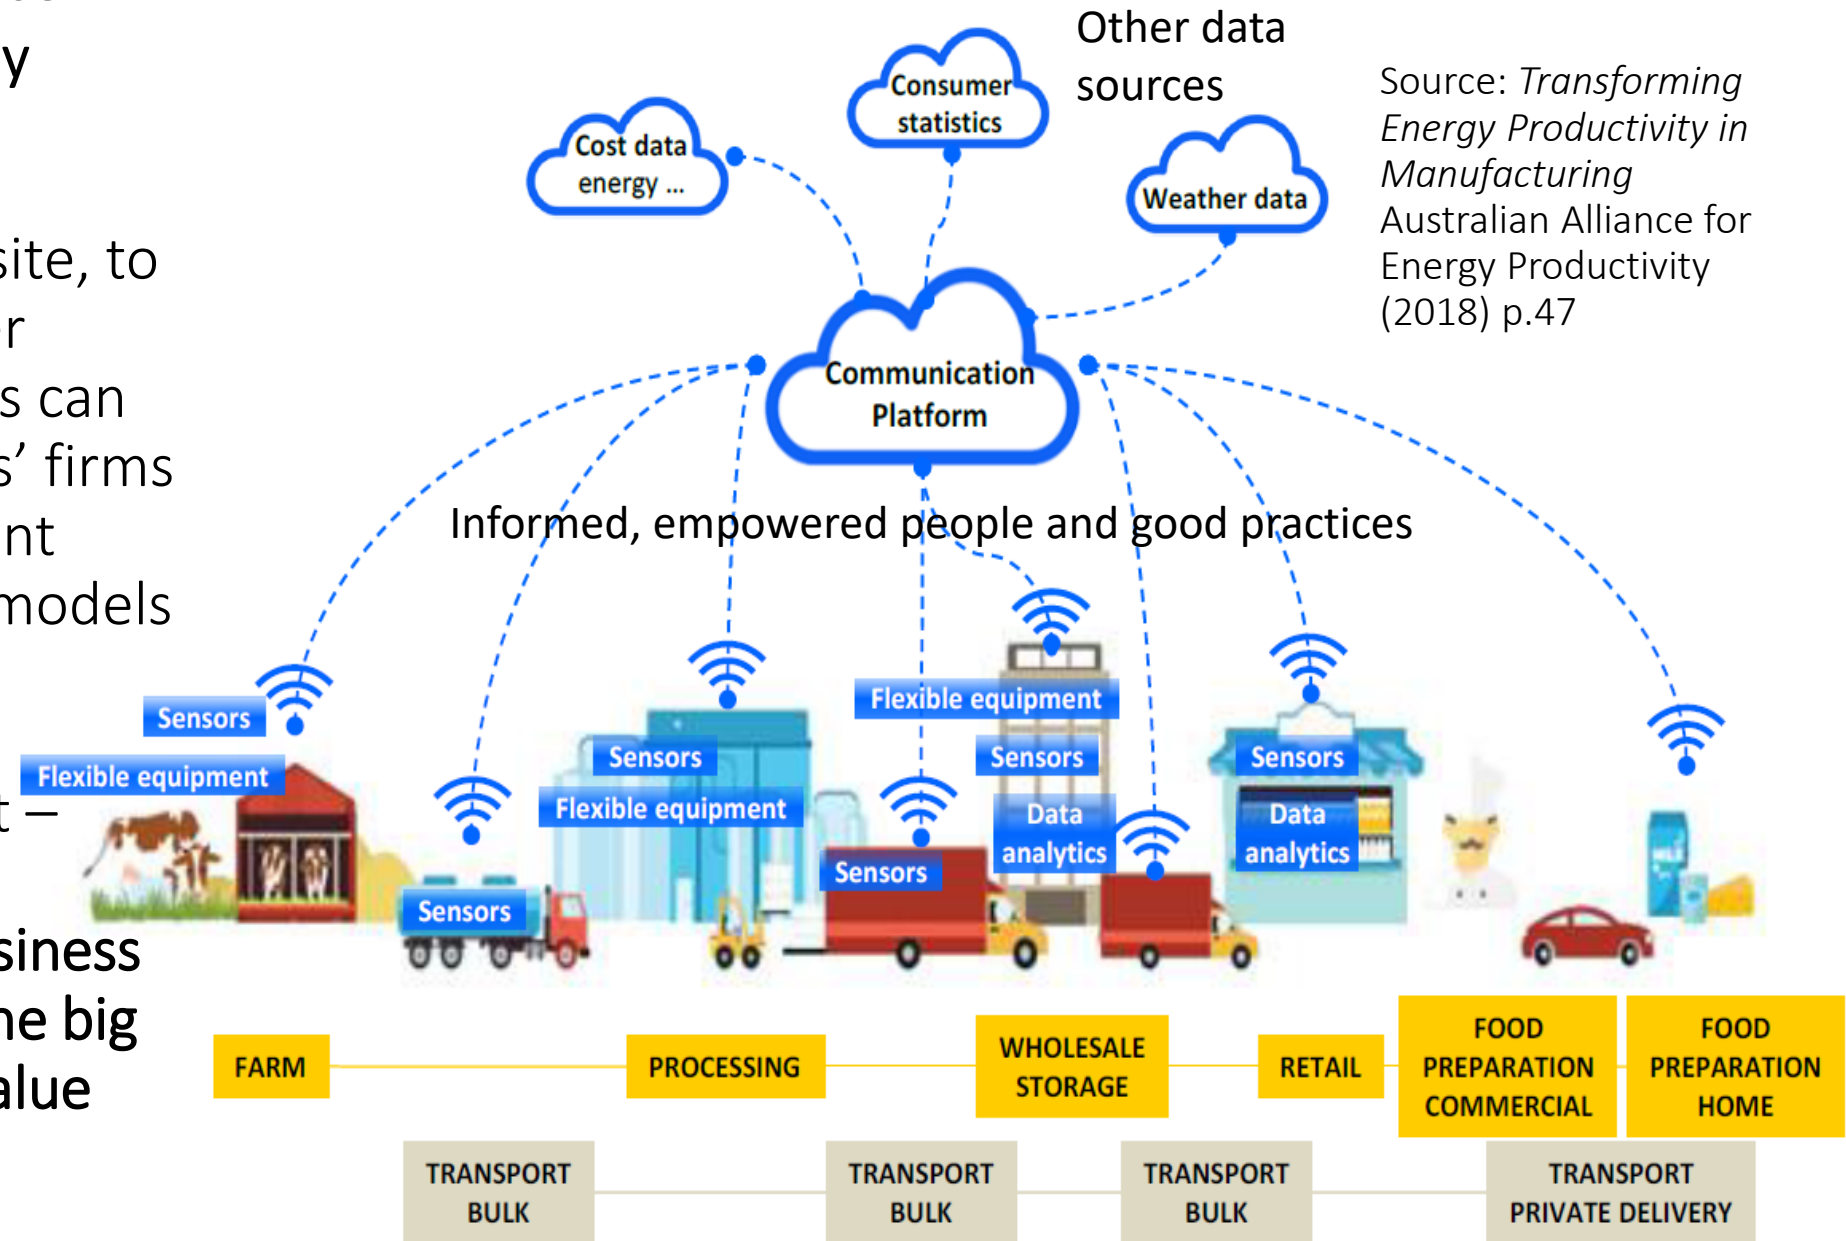 y
site, to
er
s can
s’ firms
nt
models
t –
siness
he big
alue
Other data
sources
Source: Transforming
Energy Productivity in
Manufacturing
Australian Alliance for
Energy Productivity
(2018) p.47
Consumer
statistics
Cost data
energy ...
Weather data
Communication
Platform
Informed, empowered people and good practices
Sensors
Flexible equipment
Sensors
Sensors
Flexible equipment
Sensors
Flexible equipment
Sensors
Data
analytics
Sensors
Data
analytics
MILK
FARM
PROCESSING
WHOLESALE
STORAGE
RETAIL
FOOD
PREPARATION
COMMERCIAL
FOOD
PREPARATION
HOME
TRANSPORT
BULK
TRANSPORT
BULK
TRANSPORT
BULK
TRANSPORT
PRIVATE DELIVERY